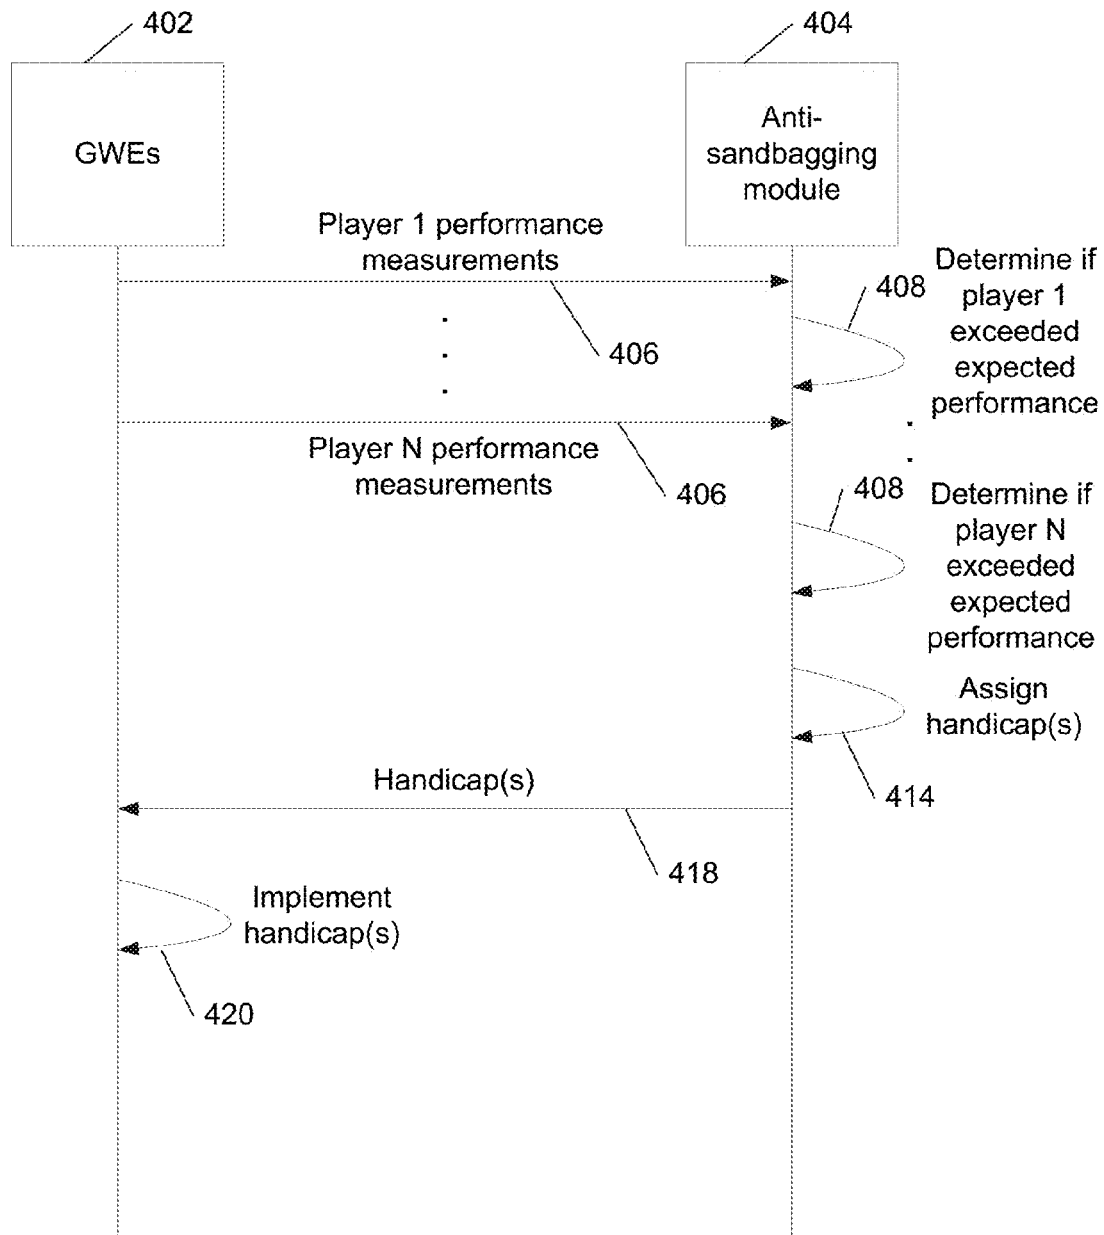 402
404
GWEs
Anti-
sandbagging
module
Player 1 performance
measurements
406
408
Determine if
player 1
exceeded
expected
performance
Player N performance
measurements
406
408
Determine if
player N
exceeded
expected
performance
Assign
handicap(s)
414
Handicap(s)
418
Implement
handicap(s)
420